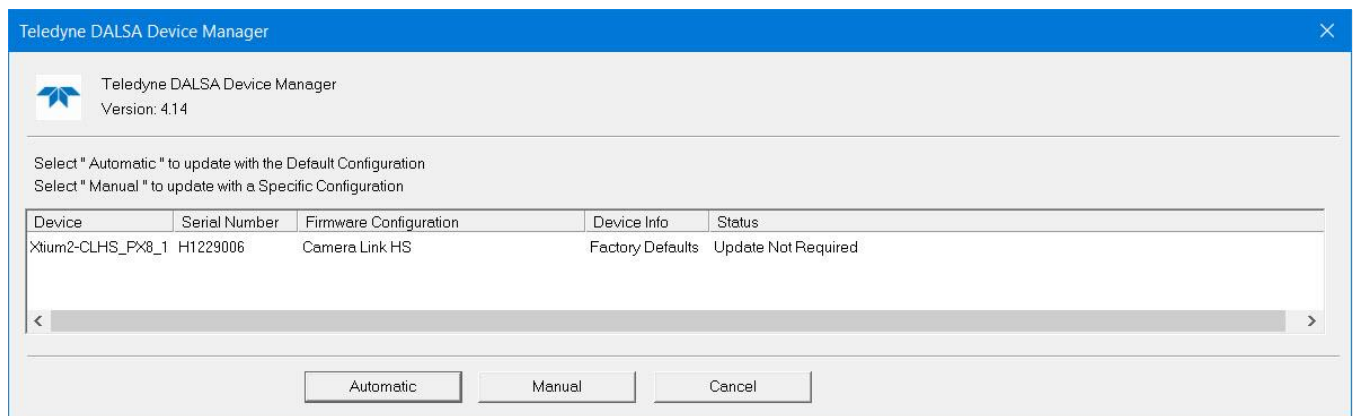 Teledyne DALSA Device Manager
Teledyne DALSA Device Manager
Version: 4.14
Select " Automatic " to update with the Default Configuration
Select " Manual " to update with a Specific Configuration
Device Serial Number Firmware Configuration Device Info Status
Xtium2-CLHS_PX8_1 H1229006 Camera Link HS Factory Defaults Update Not Required
Automatic Manual Cancel